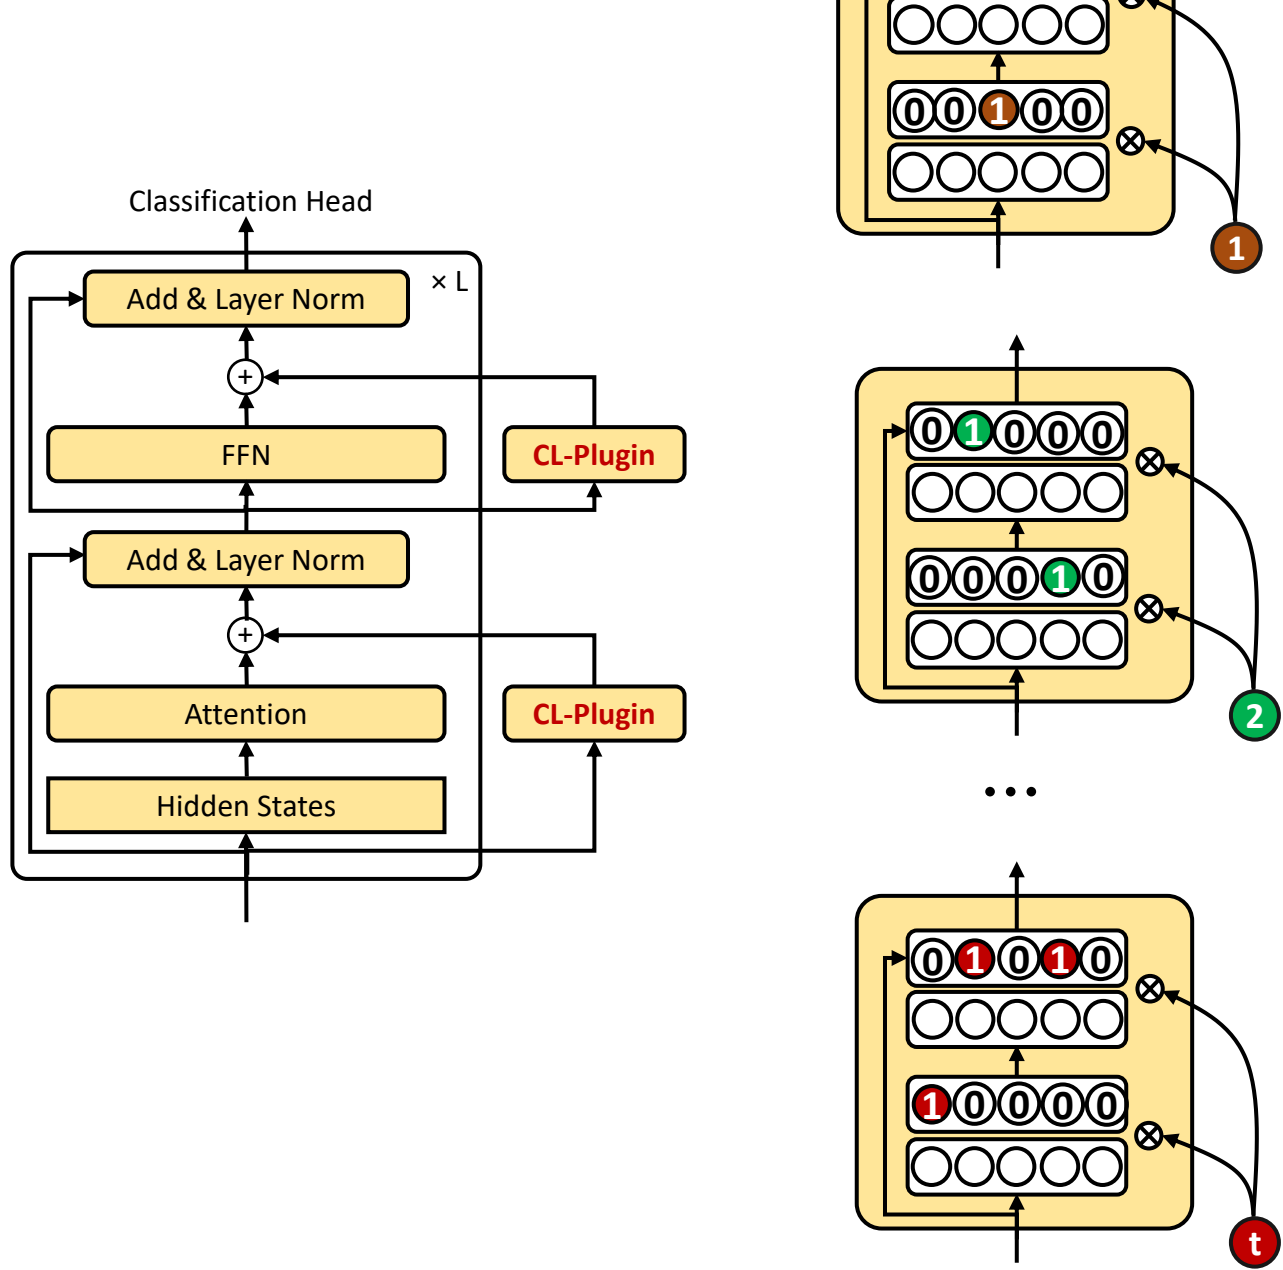 Classification Head
× L
Add & Layer Norm
+
FFN
CL-Plugin
Add & Layer Norm
+
Attention
CL-Plugin
Hidden States
0 0 1 0 0
1
0 1 0 0 0
0 0 0 1 0
2
...
0 1 0 1 0
1 0 0 0 0
t